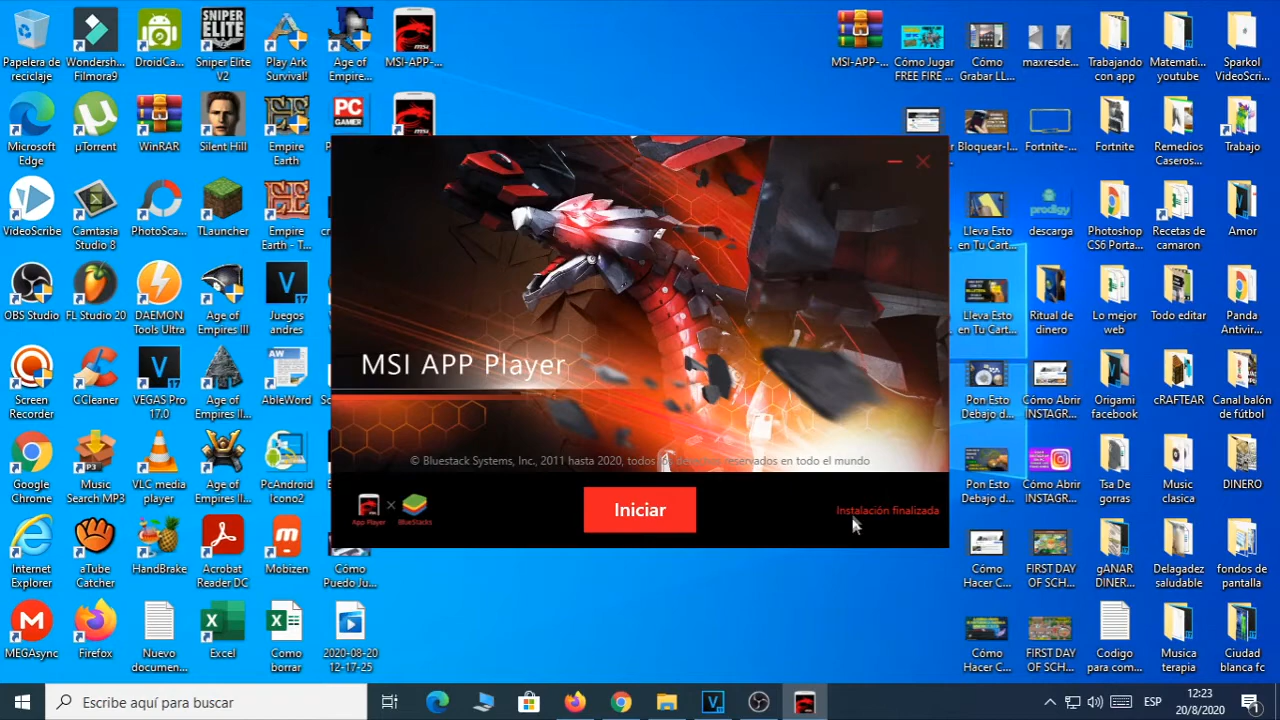 Papelera de
reciclaje
Wondersh...
Filmora9
DroidCa...
SNIPER
ELITE
Sniper Elite
V2
Play Ark
Survival!
Age of
Empire...
MSI-APP-...
MSI-APP-...
Cómo Jugar
FREE FIRE ...
Cómo
Grabar LL...
maxresde...
Trabajando
con app
Matemati...
youtube
Sparkol
VideoScri...
Microsoft
Edge
µTorrent
WinRAR
Silent Hill
Empire
Earth
PC
GAMER
Bloquear-l...
Fortnite-...
Fortnite
Remedios
Caseros...
Trabajo
VideoScribe
Camtasia
Studio 8
PhotoSca...
TLauncher
Empire
Earth - T...
Lleva Esto
en Tu Cart...
prodigy
descarga
Photoshop
CS6 Porta...
Recetas de
camaron
Amor
OBS Studio
FL Studio 20
DAEMON
Tools Ultra
Age of
Empires III
Juegos
andres
Lleva Esto
en Tu Cart...
Ritual de
dinero
Lo mejor
web
Todo editar
Panda
Antivir...
MSI APP Player
Screen
Recorder
CCleaner
VEGAS Pro
17.0
Age of
Empires II...
AbleWord
Pon Esto
Debajo d...
Cómo Abrir
INSTAGR...
Origami
facebook
cRAFTEAR
Canal balón
de fútbol
© Bluestack Systems, Inc., 2011 hasta 2020, todos los derechos reservados en todo el mundo
Google
Chrome
Music
Search MP3
VLC media
player
Age of
Empires II...
PcAndroid
Icono2
Pon Esto
Debajo d...
Cómo Abrir
INSTAGR...
Tsa De
gorras
Music
clasica
DINERO
App Player
BlueStacks
Iniciar
Instalación finalizada
Internet
Explorer
aTube
Catcher
HandBrake
Acrobat
Reader DC
Mobizen
Cómo
Puedo Ju...
Cómo
Hacer C...
FIRST DAY
OF SCH...
gANAR
DINER...
Delagadez
saludable
fondos de
pantalla
MEGAsync
Firefox
Nuevo
documen...
Excel
Como
borrar
2020-08-20
12-17-25
Cómo
Hacer C...
FIRST DAY
OF SCH...
Codigo
para com...
Musica
terapia
Ciudad
blanca fc
Escribe aquí para buscar
ESP
12:23
20/8/2020